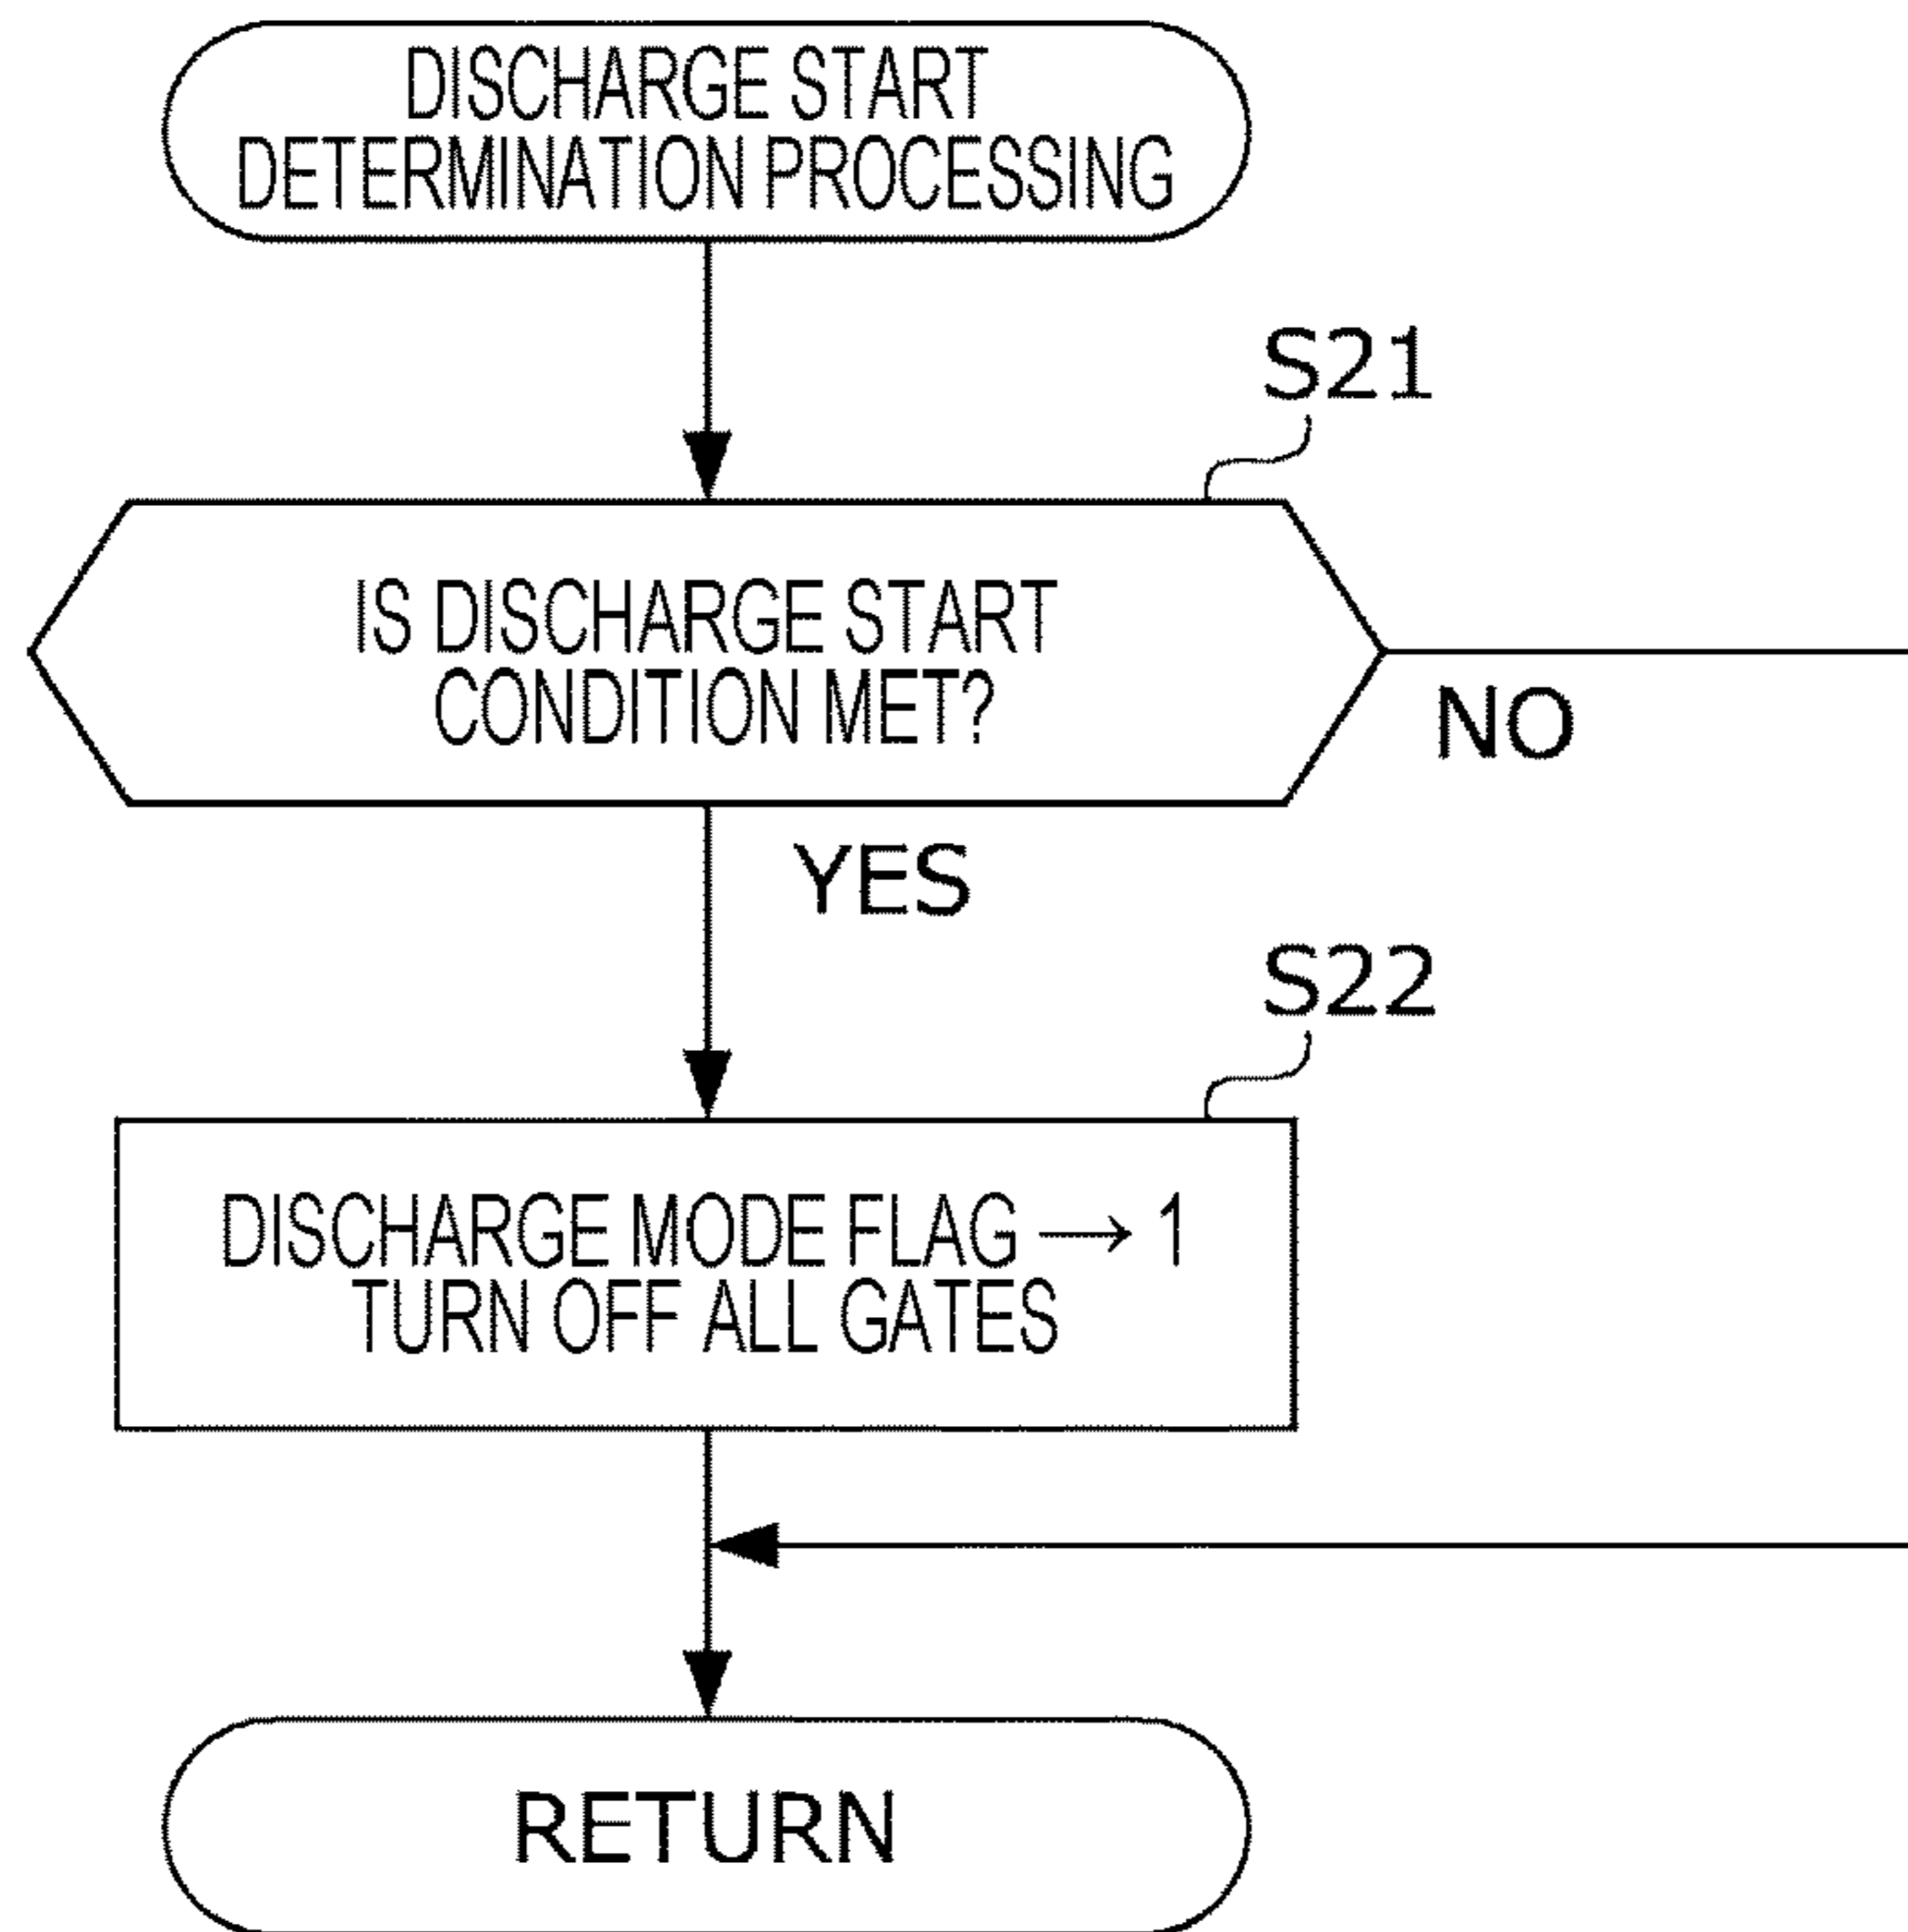 DISCHARGE START
DETERMINATION PROCESSING
S21
IS DISCHARGE START
CONDITION MET?
NO
YES
S22
DISCHARGE MODE FLAG → 1
TURN OFF ALL GATES
RETURN